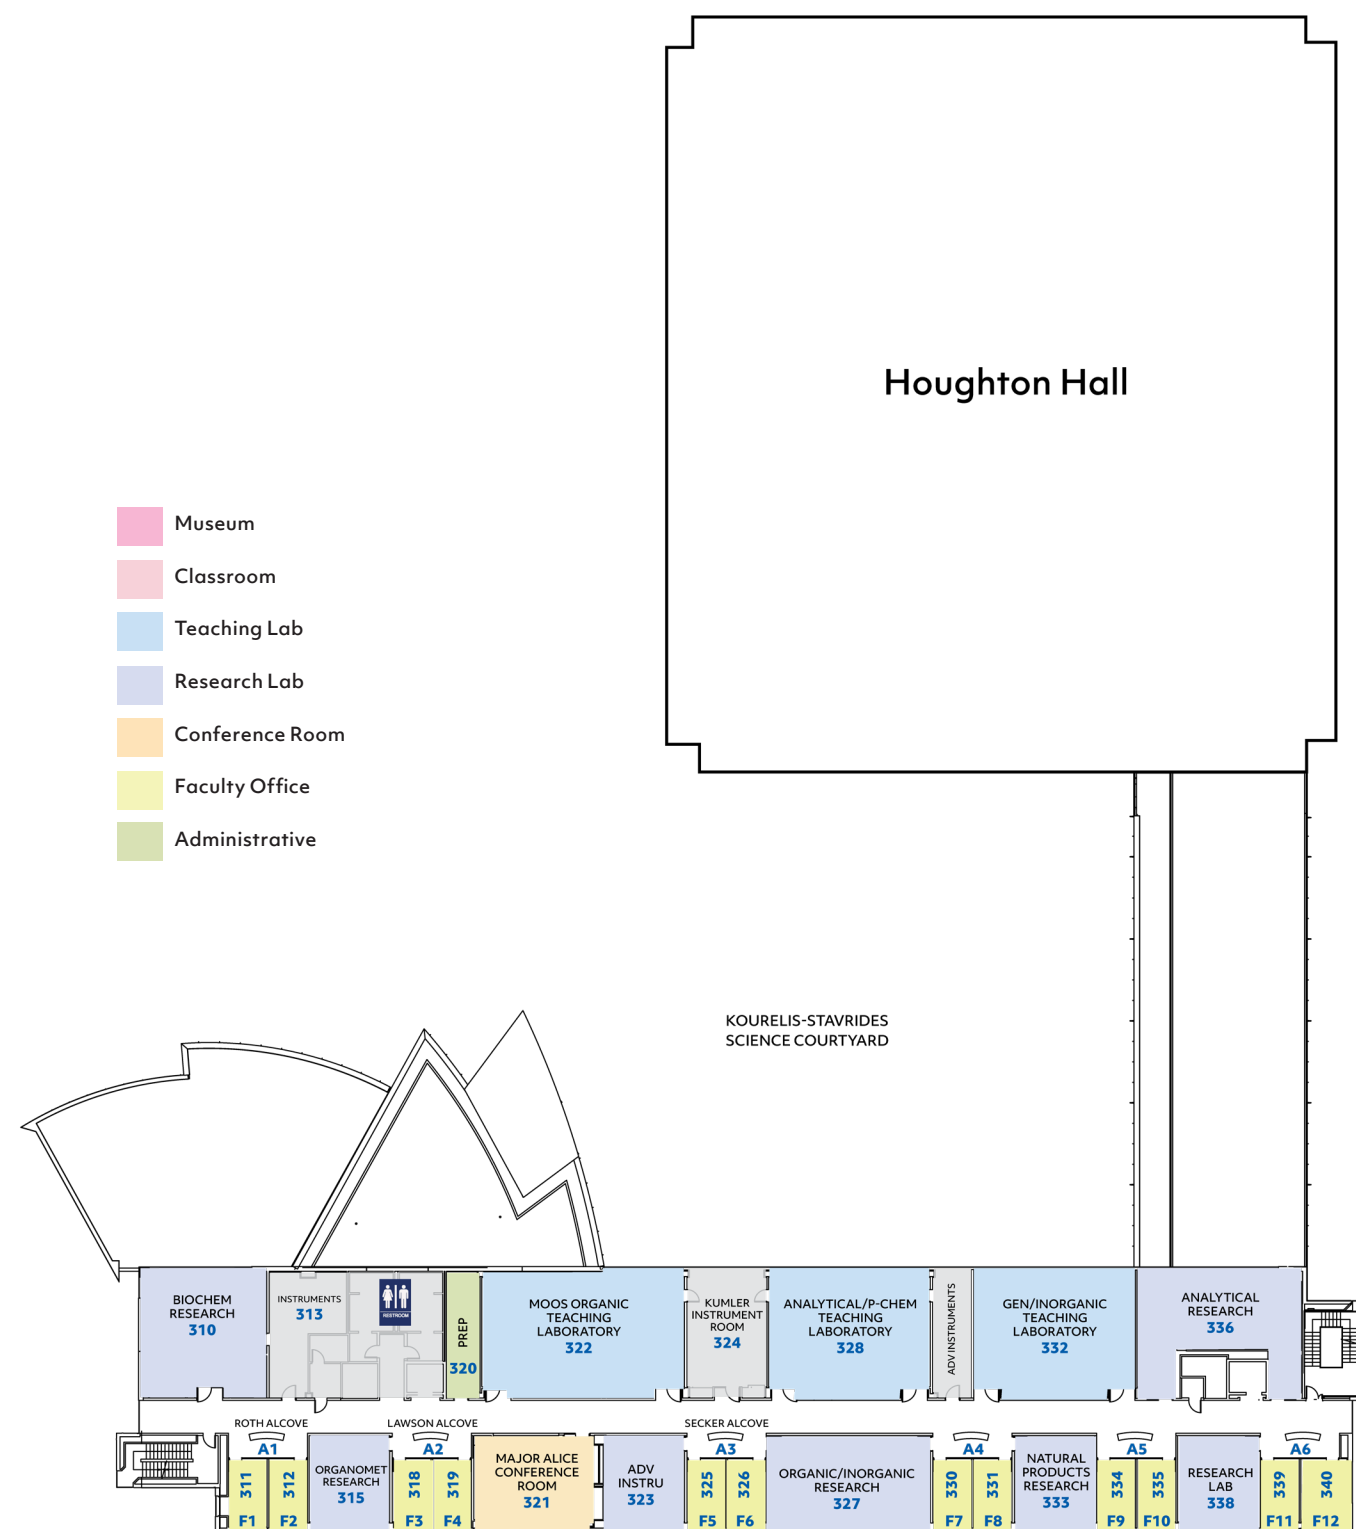 Houghton Hall
Museum
Classroom
Teaching Lab
Research Lab
Conference Room
Faculty Office
Administrative
KOURELIS-STAVRIDES
SCIENCE COURTYARD
BIOCHEM
RESEARCH
310
INSTRUMENTS
313
RESTROOM
PREP
320
MOOS ORGANIC
TEACHING
LABORATORY
322
KUMLER
INSTRUMENT
ROOM
324
ANALYTICAL/P-CHEM
TEACHING
LABORATORY
328
ADV INSTRUMENTS
GEN/INORGANIC
TEACHING
LABORATORY
332
ANALYTICAL
RESEARCH
336
ROTH ALCOVE
A1
LAWSON ALCOVE
A2
SECKER ALCOVE
A3
A4
A5
A6
311
F1
312
F2
ORGANOMET
RESEARCH
315
318
F3
319
F4
MAJOR ALICE
CONFERENCE
ROOM
321
ADV
INSTRU
323
325
F5
326
F6
ORGANIC/INORGANIC
RESEARCH
327
330
F7
331
F8
NATURAL
PRODUCTS
RESEARCH
333
334
F9
335
F10
RESEARCH
LAB
338
339
F11
340
F12